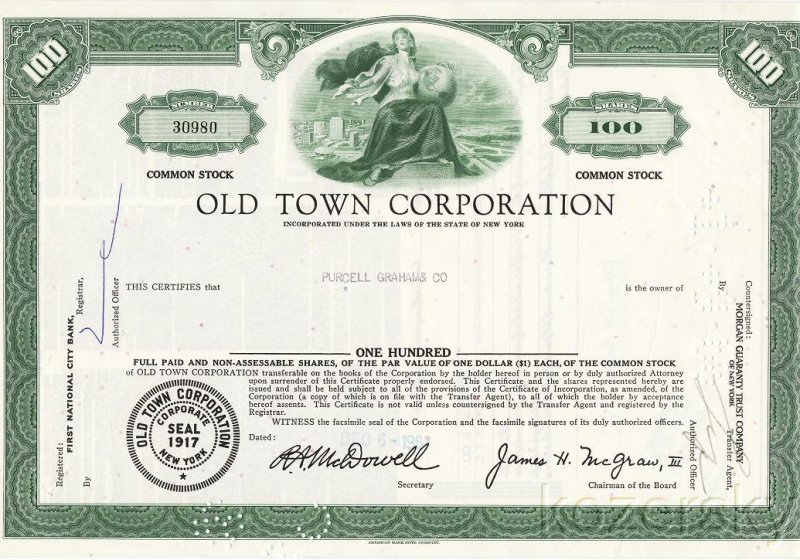 100
SHARES
100
SHARES
NUMBER
30980
COMMON STOCK
SHARES
100
COMMON STOCK
OLD TOWN CORPORATION
INCORPORATED UNDER THE LAWS OF THE STATE OF NEW YORK
THIS CERTIFIES that
PURCELL GRAHAM& CO
is the owner of
ONE HUNDRED
FULL PAID AND NON-ASSESSABLE SHARES, OF THE PAR VALUE OF ONE DOLLAR ($1) EACH, OF THE COMMON STOCK
of OLD TOWN CORPORATION transferable on the books of the Corporation by the holder hereof in person or by duly authorized Attorney
upon surrender of this Certificate properly endorsed. This Certificate and the shares represented hereby are
issued and shall be held subject to all of the provisions of the Certificate of Incorporation, as amended, of the
Corporation (a copy of which is on file with the Transfer Agent), to all of which the holder by acceptance
hereof assents. This Certificate is not valid unless countersigned by the Transfer Agent and registered by the
Registrar.
WITNESS the facsimile seal of the Corporation and the facsimile signatures of its duly authorized officers.
Dated:
DEC 6 - 196
R.A. McDowell
Secretary
James H. McGraw, III
Chairman of the Board
OLD TOWN CORPORATION
NEW YORK
CORPORATE
SEAL
1917
Registered:
FIRST NATIONAL CITY BANK,
Registrar,
By
Authorized Officer
Countersigned:
MORGAN GUARANTY TRUST COMPANY
OF NEW YORK
Transfer Agent,
By
Authorized Officer
AMERICAN BANK NOTE COMPANY.
kozersky